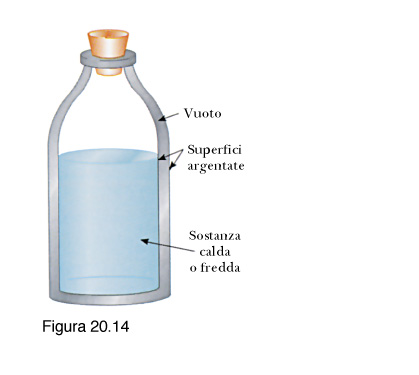 Vuoto
Superfici
argentate
Sostanza
calda
o fredda
Figura 20.14